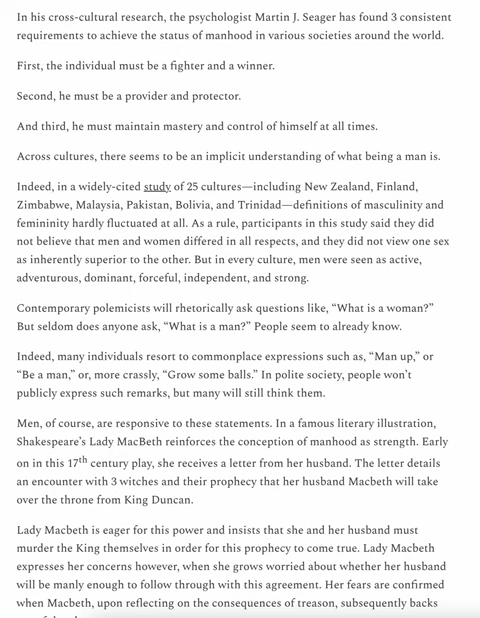 In his cross-cultural research, the psychologist Martin J. Seager has found 3 consistent
requirements to achieve the status of manhood in various societies around the world.
First, the individual must be a fighter and a winner.
Second, he must be a provider and protector.
And third, he must maintain mastery and control of himself at all times.
Across cultures, there seems to be an implicit understanding of what being a man is.
Indeed, in a widely-cited study of 25 cultures—including New Zealand, Finland,
Zimbabwe, Malaysia, Pakistan, Bolivia, and Trinidad—definitions of masculinity and
femininity hardly fluctuated at all. As a rule, participants in this study said they did
not believe that men and women differed in all respects, and they did not view one sex
as inherently superior to the other. But in every culture, men were seen as active,
adventurous, dominant, forceful, independent, and strong.
Contemporary polemicists will rhetorically ask questions like, “What is a woman?”
But seldom does anyone ask, “What is a man?” People seem to already know.
Indeed, many individuals resort to commonplace expressions such as, “Man up,” or
“Be a man,” or, more crassly, “Grow some balls.” In polite society, people won’t
publicly express such remarks, but many will still think them.
Men, of course, are responsive to these statements. In a famous literary illustration,
Shakespeare’s Lady MacBeth reinforces the conception of manhood as strength. Early
on in this 17th century play, she receives a letter from her husband. The letter details
an encounter with 3 witches and their prophecy that her husband Macbeth will take
over the throne from King Duncan.
Lady Macbeth is eager for this power and insists that she and her husband must
murder the King themselves in order for this prophecy to come true. Lady Macbeth
expresses her concerns however, when she grows worried about whether her husband
will be manly enough to follow through with this agreement. Her fears are confirmed
when Macbeth, upon reflecting on the consequences of treason, subsequently backs